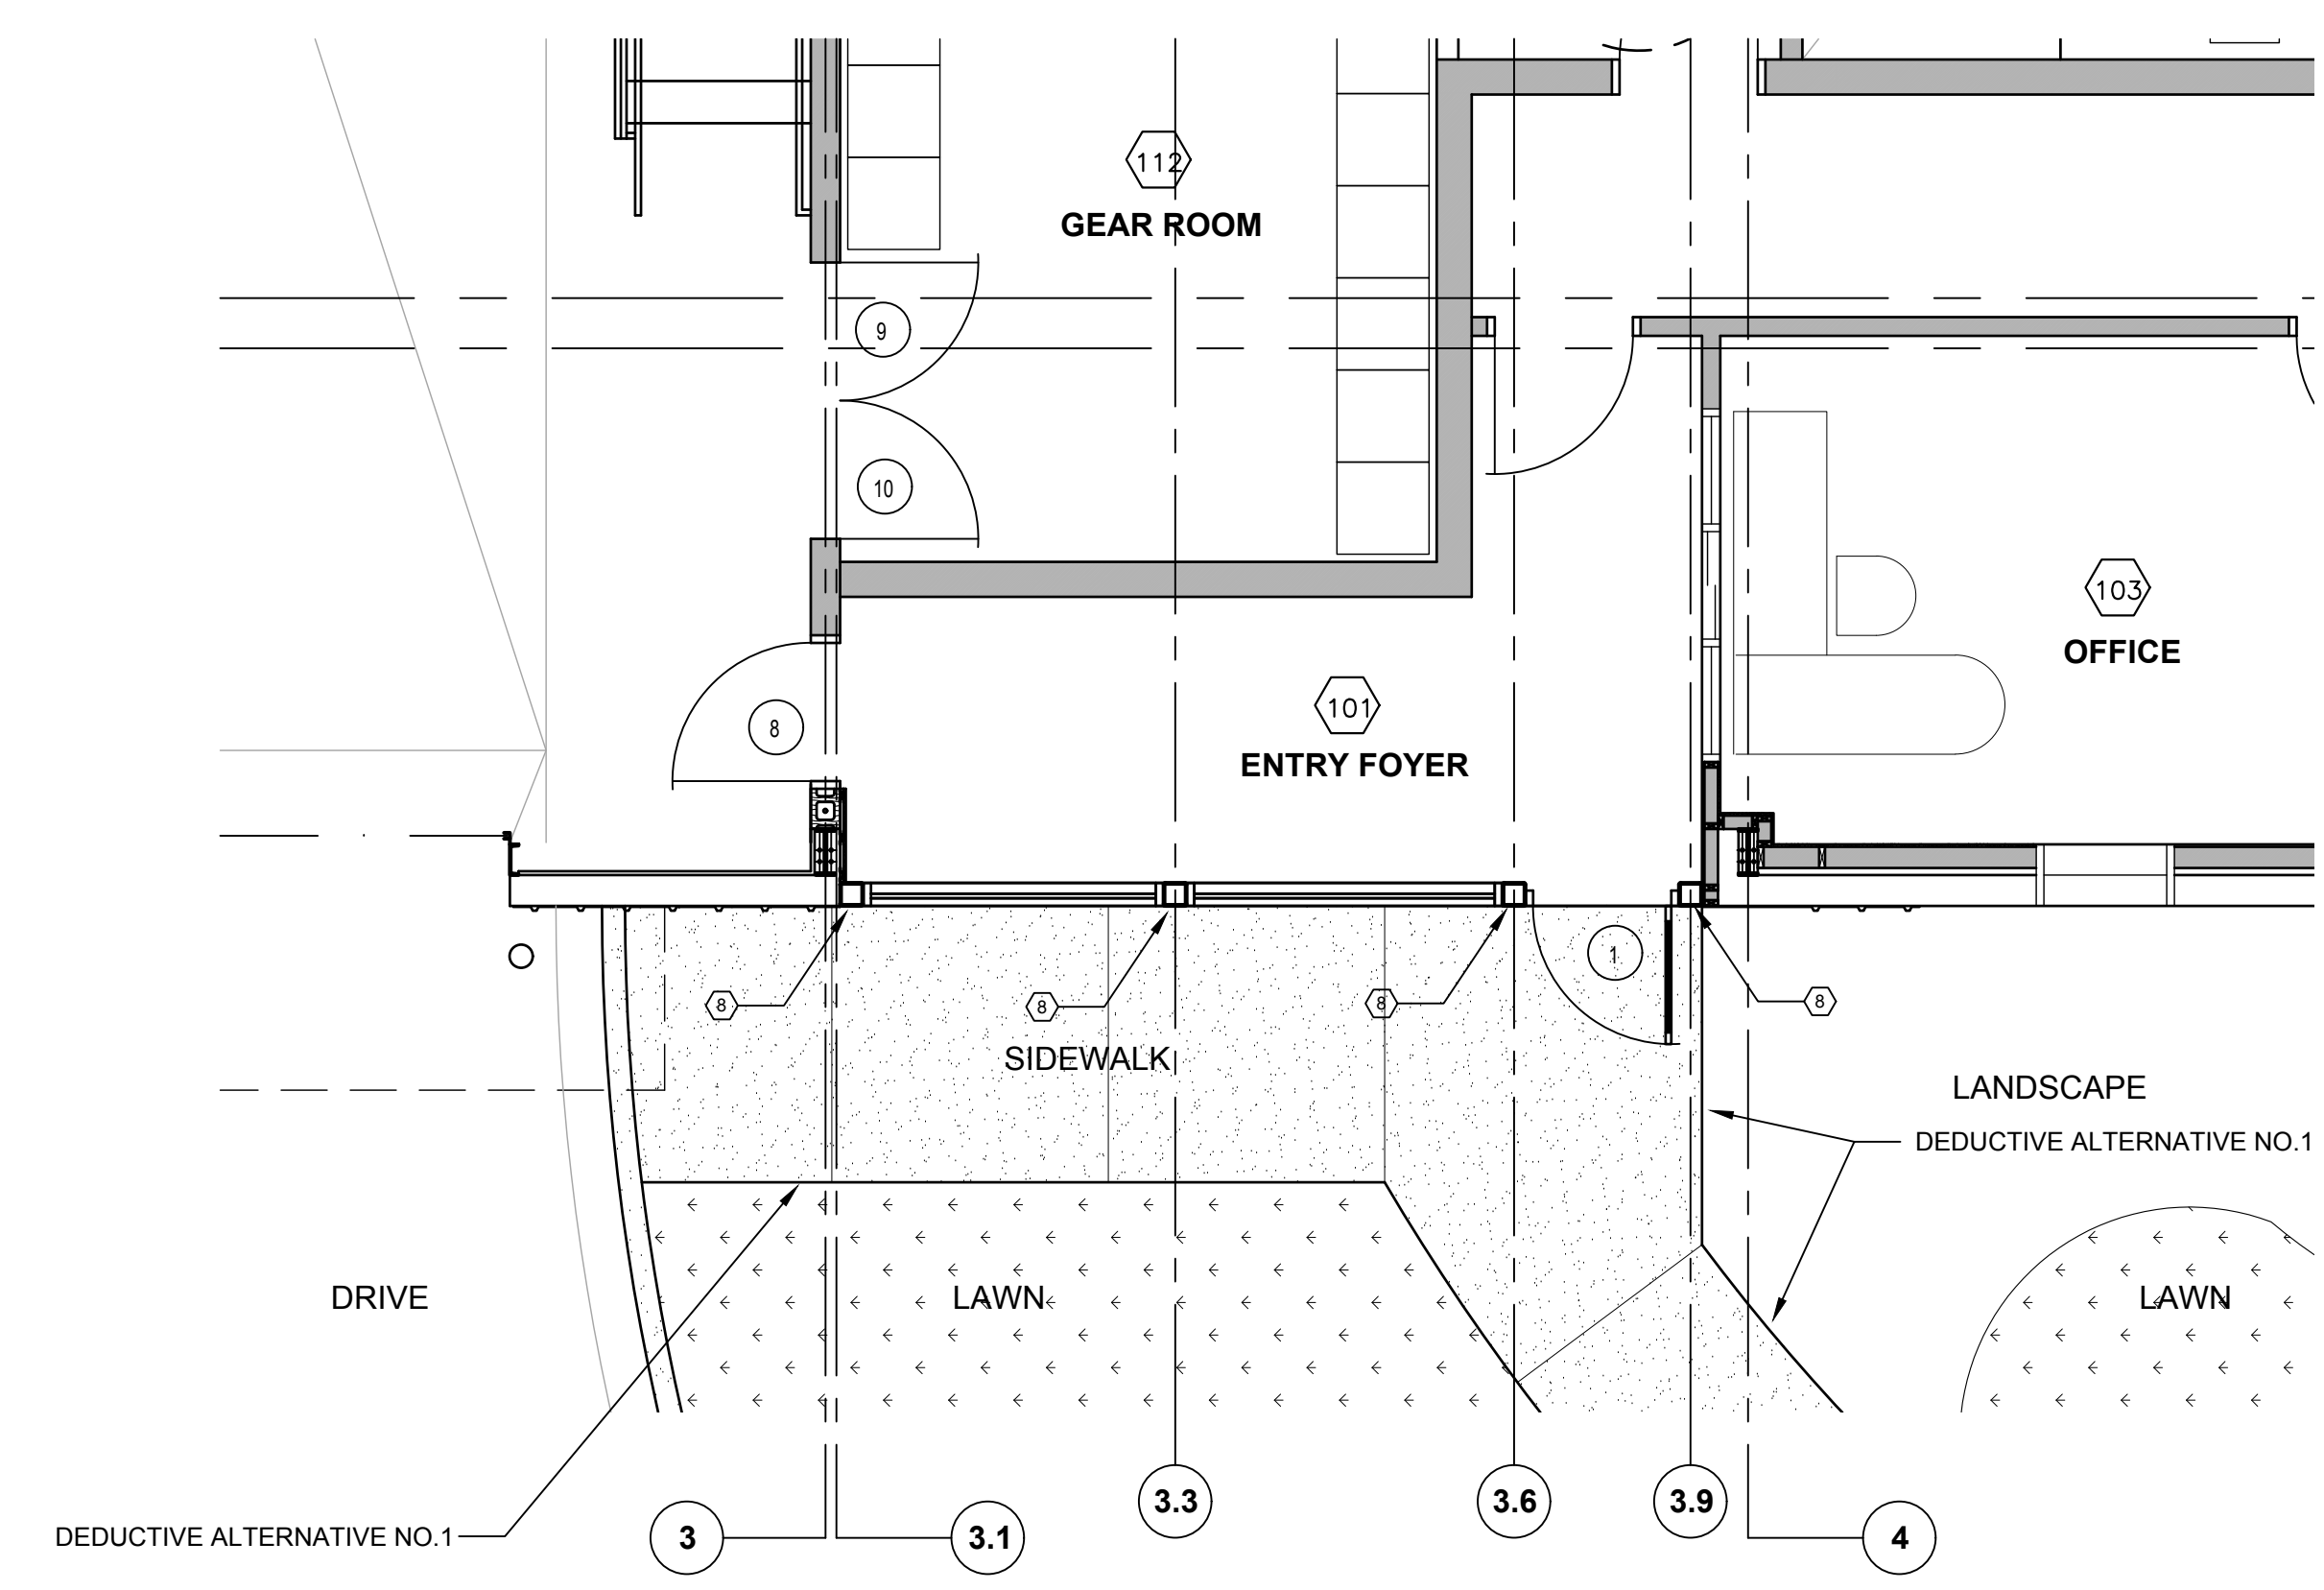 112
GEAR ROOM
9
10
103
OFFICE
8
101
ENTRY FOYER
1
8
8
8
8
SIDEWALK
LANDSCAPE
DEDUCTIVE ALTERNATIVE NO.1
DRIVE
LAWN
LAWN
3.3
3.6
3.9
DEDUCTIVE ALTERNATIVE NO.1
3
3.1
4